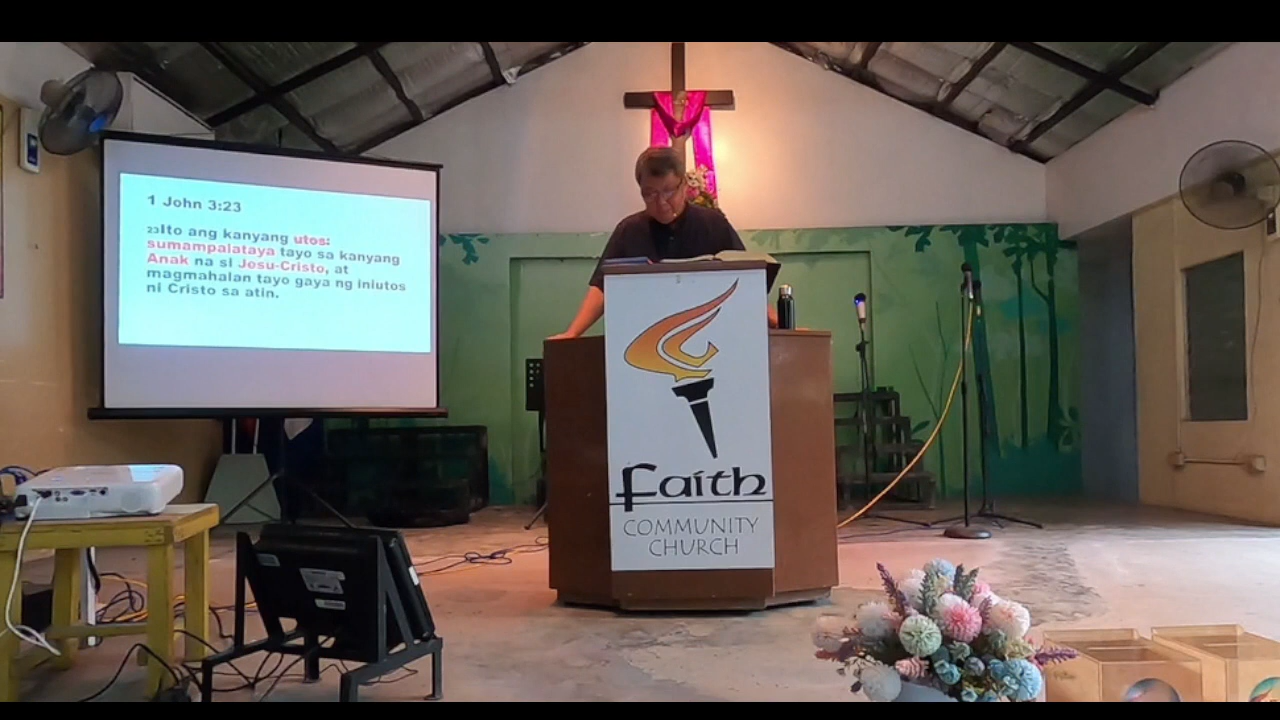 1 John 3:23
23Ito ang kanyang utos:
sumampalataya tayo sa kanyang
Anak na si Jesu-Cristo, at
magmahalan tayo gaya ng iniutos
ni Cristo sa atin.
Faith
COMMUNITY
CHURCH